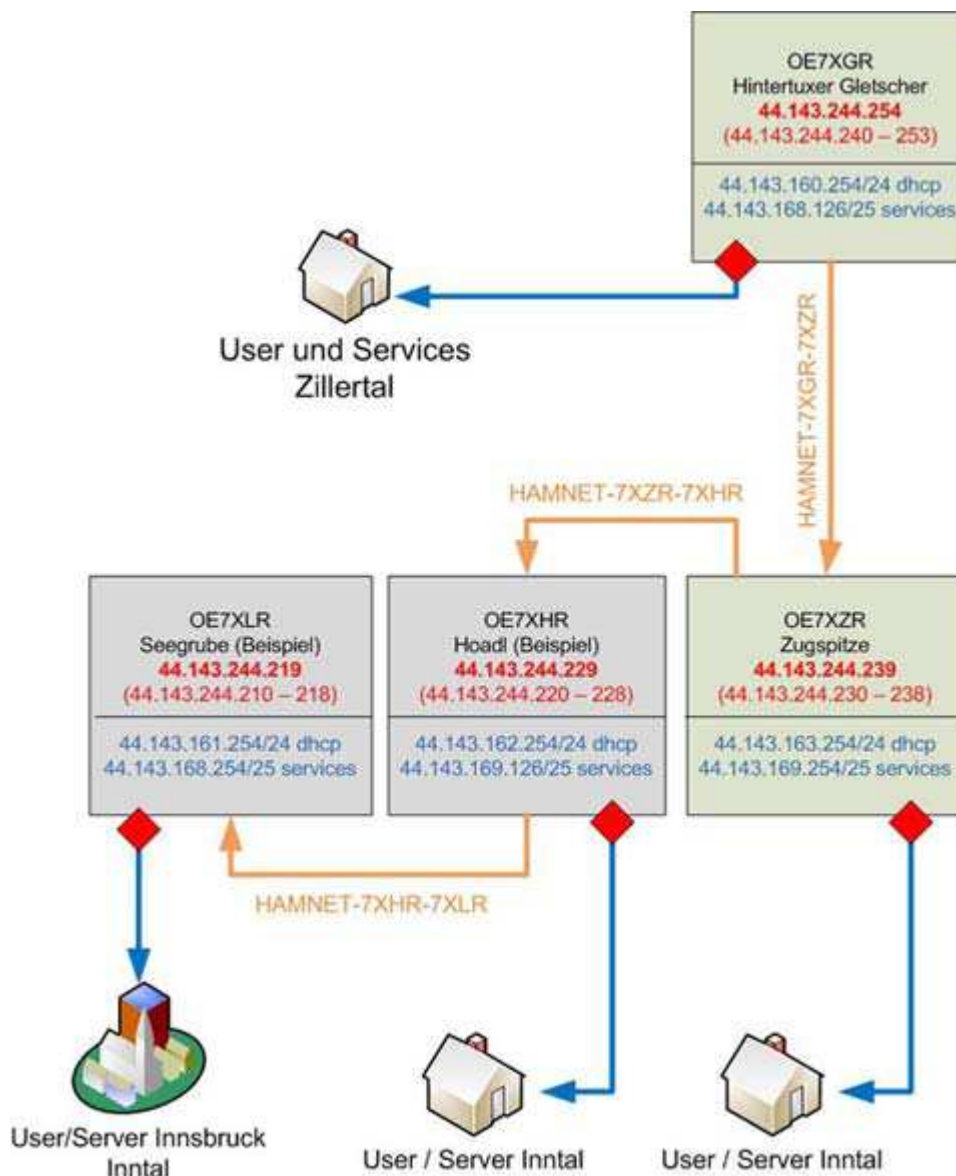 OE7XGR
Hintertuxer Gletscher
44.143.244.254
(44.143.244.240 – 253)
44.143.160.254/24 dhcp
44.143.168.126/25 services
User und Services
Zillertal
HAMNET-7XGR-7XZR
HAMNET-7XZR-7XHR
OE7XLR
Seegrube (Beispiel)
44.143.244.219
(44.143.244.210 – 218)
44.143.161.254/24 dhcp
44.143.168.254/25 services
OE7XHR
Hoadl (Beispiel)
44.143.244.229
(44.143.244.220 – 228)
44.143.162.254/24 dhcp
44.143.169.126/25 services
OE7XZR
Zugspitze
44.143.244.239
(44.143.244.230 – 238)
44.143.163.254/24 dhcp
44.143.169.254/25 services
HAMNET-7XHR-7XLR
User/Server Innsbruck
Inntal
User / Server Inntal
User / Server Inntal